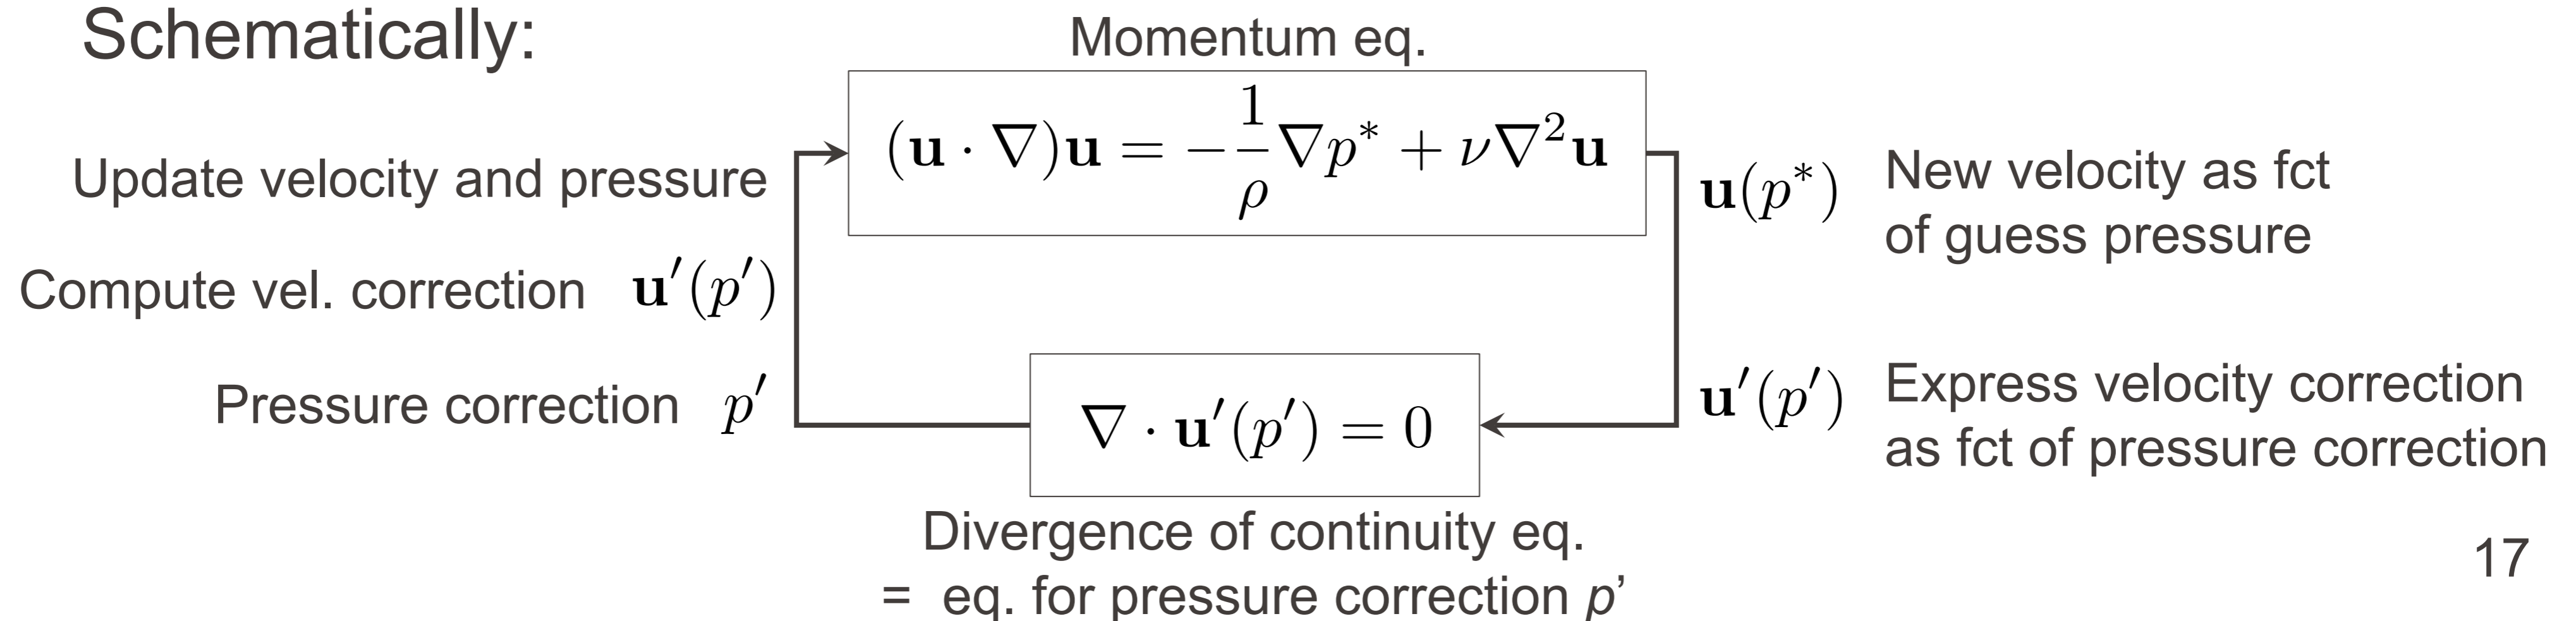 Schematically:
Momentum eq.
(u · ∇)u = −1/ρ ∇p* + ν∇²u
Update velocity and pressure
Compute vel. correction u′(p′)
Pressure correction p′
u(p*) New velocity as fct
of guess pressure
u′(p′) Express velocity correction
as fct of pressure correction
∇ · u′(p′) = 0
Divergence of continuity eq.
= eq. for pressure correction p’
17